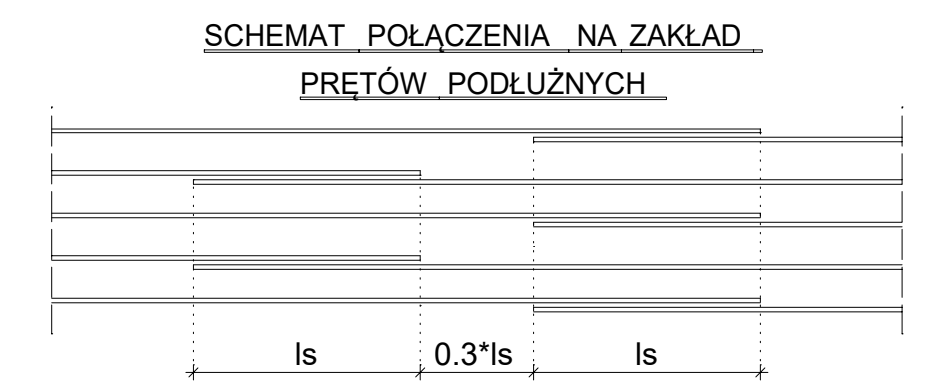 SCHEMAT POŁĄCZENIA NA ZAKŁAD
PRĘTÓW PODŁUŻNYCH
ls 0.3*ls ls